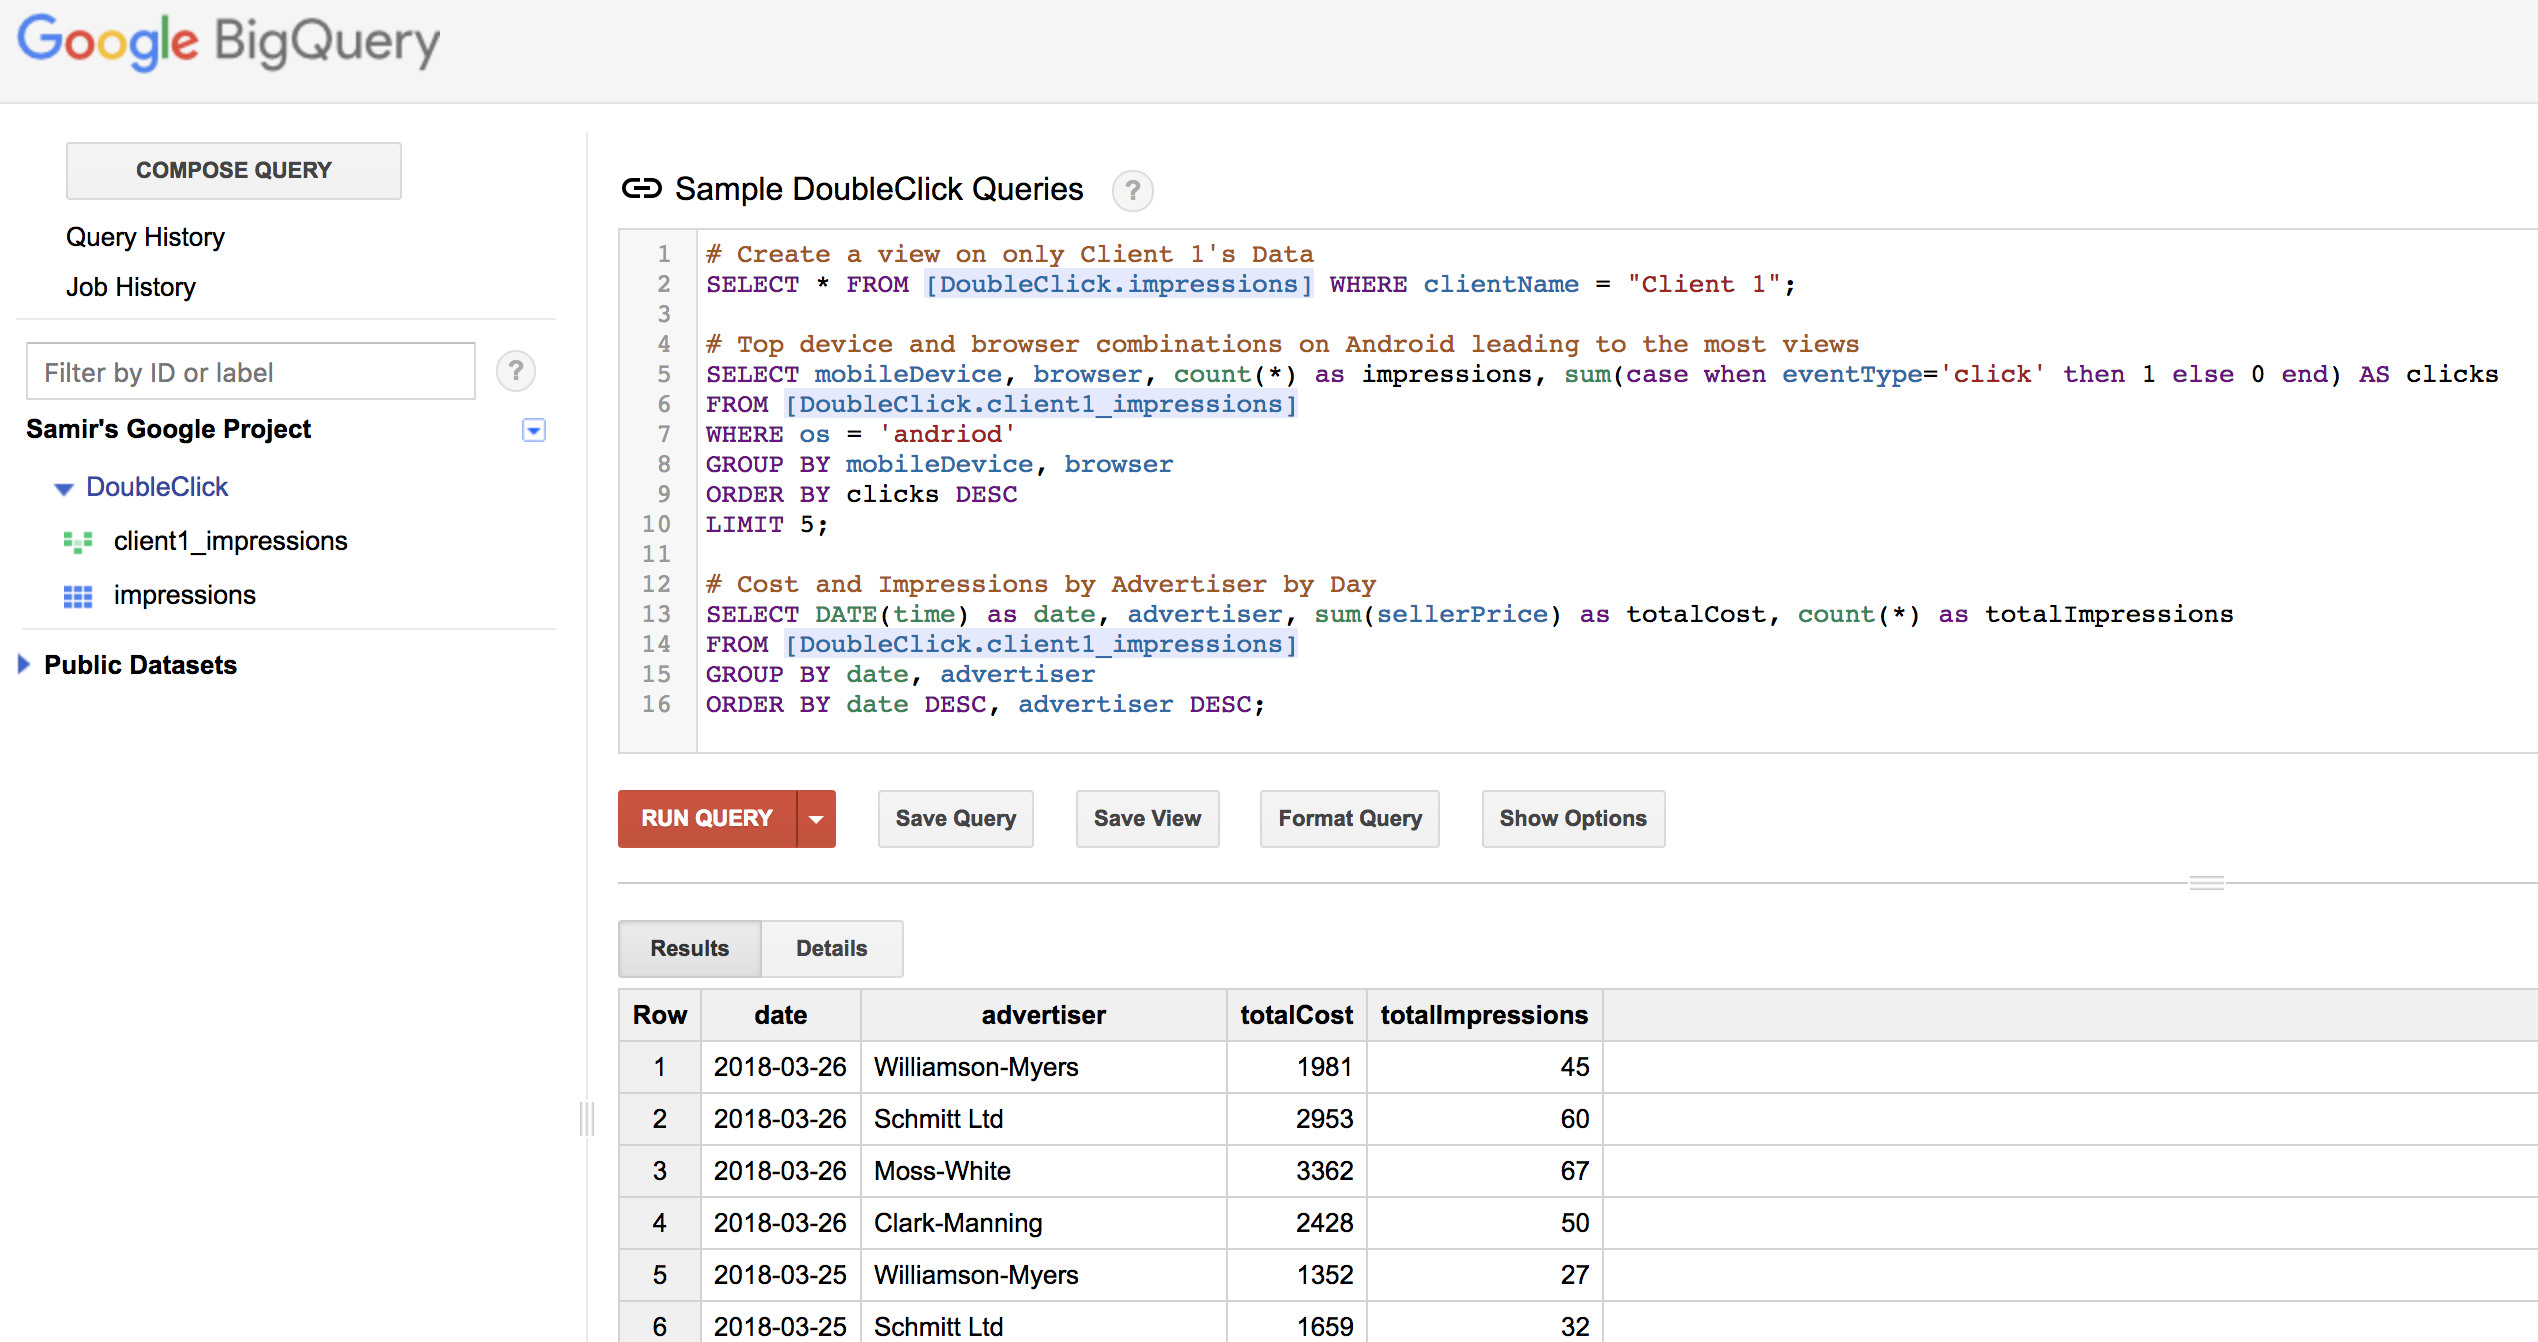 Google BigQuery
COMPOSE QUERY
Query History
Job History
Filter by ID or label
?
Samir's Google Project
DoubleClick
client1_impressions
impressions
Public Datasets
Sample DoubleClick Queries ?
1 # Create a view on only Client 1's Data
2 SELECT * FROM [DoubleClick.impressions] WHERE clientName = "Client 1";
3
4 # Top device and browser combinations on Android leading to the most views
5 SELECT mobileDevice, browser, count(*) as impressions, sum(case when eventType='click' then 1 else 0 end) AS clicks
6 FROM [DoubleClick.client1_impressions]
7 WHERE os = 'andriod'
8 GROUP BY mobileDevice, browser
9 ORDER BY clicks DESC
10 LIMIT 5;
11
12 # Cost and Impressions by Advertiser by Day
13 SELECT DATE(time) as date, advertiser, sum(sellerPrice) as totalCost, count(*) as totalImpressions
14 FROM [DoubleClick.client1_impressions]
15 GROUP BY date, advertiser
16 ORDER BY date DESC, advertiser DESC;
RUN QUERY Save Query Save View Format Query Show Options
Results Details
Row date advertiser totalCost totalImpressions
1 2018-03-26 Williamson-Myers 1981 45
2 2018-03-26 Schmitt Ltd 2953 60
3 2018-03-26 Moss-White 3362 67
4 2018-03-26 Clark-Manning 2428 50
5 2018-03-25 Williamson-Myers 1352 27
6 2018-03-25 Schmitt Ltd 1659 32